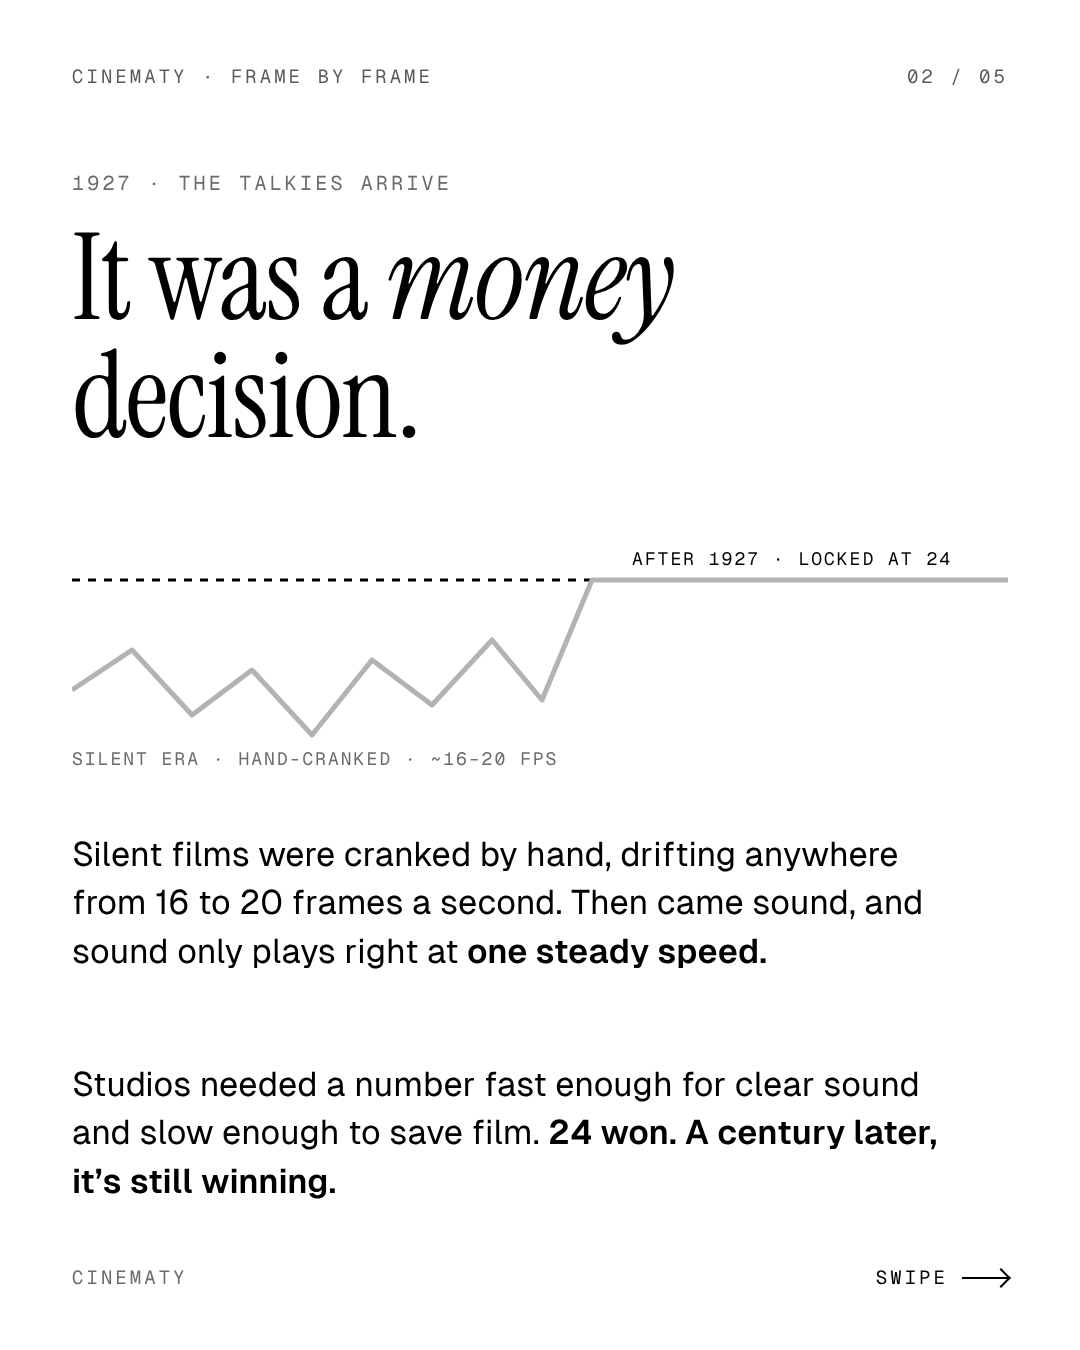 CINEMATY · FRAME BY FRAME
02 / 05
1927 · THE TALKIES ARRIVE
It was a money
decision.
AFTER 1927 · LOCKED AT 24
SILENT ERA · HAND-CRANKED · ~16–20 FPS
Silent films were cranked by hand, drifting anywhere
from 16 to 20 frames a second. Then came sound, and
sound only plays right at one steady speed.
Studios needed a number fast enough for clear sound
and slow enough to save film. 24 won. A century later,
it’s still winning.
CINEMATY
SWIPE